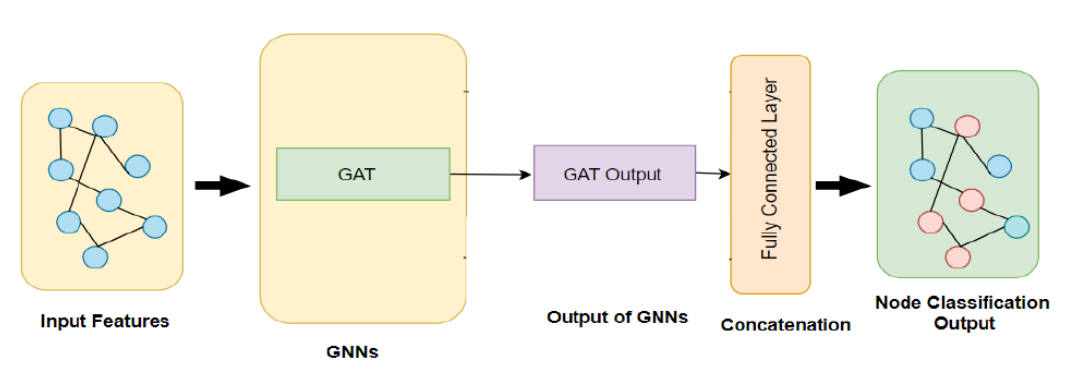 GAT
GAT Output
Fully Connected Layer
Input Features
GNNs
Output of GNNs
Concatenation
Node Classification
Output